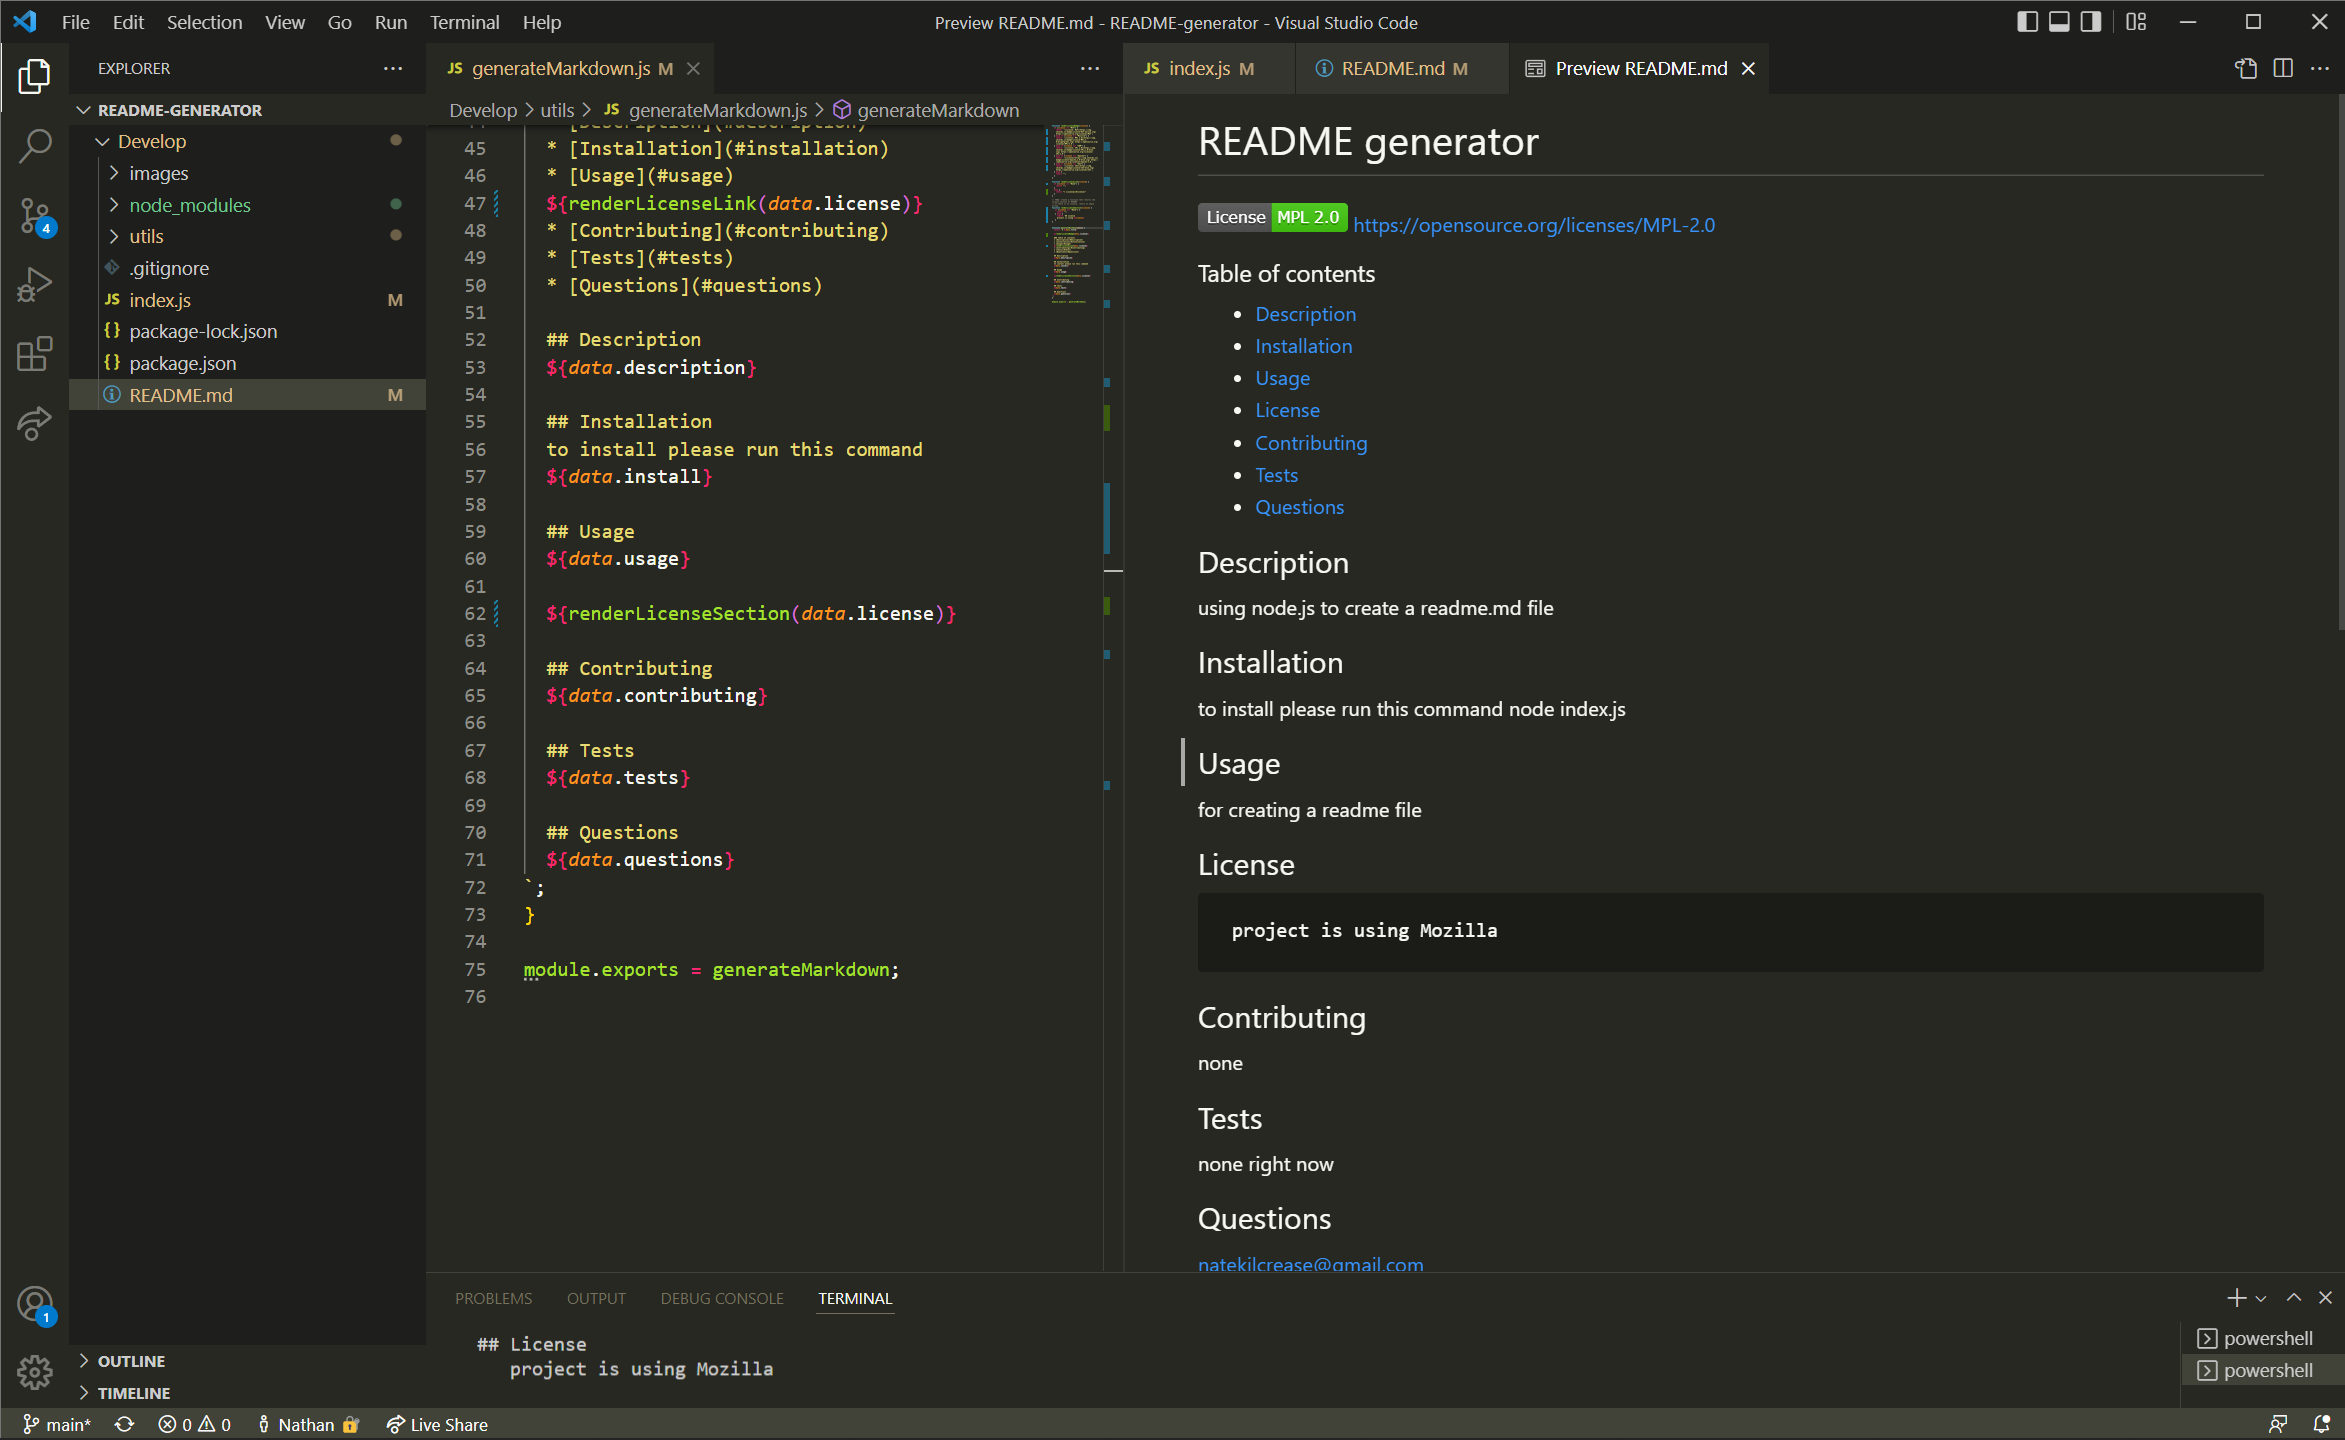 File Edit Selection View Go Run Terminal Help
Preview README.md - README-generator - Visual Studio Code
EXPLORER
README-GENERATOR
Develop
images
node_modules
utils
.gitignore
JS index.js M
{} package-lock.json
{} package.json
README.md M
OUTLINE
TIMELINE
4
1
JS generateMarkdown.js M
Develop > utils > JS generateMarkdown.js > generateMarkdown
44 * [Description](#description)
45 * [Installation](#installation)
46 * [Usage](#usage)
47 ${renderLicenseLink(data.license)}
48 * [Contributing](#contributing)
49 * [Tests](#tests)
50 * [Questions](#questions)
51
52 ## Description
53 ${data.description}
54
55 ## Installation
56 to install please run this command
57 ${data.install}
58
59 ## Usage
60 ${data.usage}
61
62 ${renderLicenseSection(data.license)}
63
64 ## Contributing
65 ${data.contributing}
66
67 ## Tests
68 ${data.tests}
69
70 ## Questions
71 ${data.questions}
72 `;
73 }
74
75 module.exports = generateMarkdown;
76
JS index.js M
README.md M
Preview README.md
README generator
License MPL 2.0 https://opensource.org/licenses/MPL-2.0
Table of contents
• Description
• Installation
• Usage
• License
• Contributing
• Tests
• Questions
Description
using node.js to create a readme.md file
Installation
to install please run this command node index.js
Usage
for creating a readme file
License
project is using Mozilla
Contributing
none
Tests
none right now
Questions
natekilcrease@gmail.com
PROBLEMS OUTPUT DEBUG CONSOLE TERMINAL
## License
project is using Mozilla
powershell
powershell
main* 0 0 Nathan Live Share